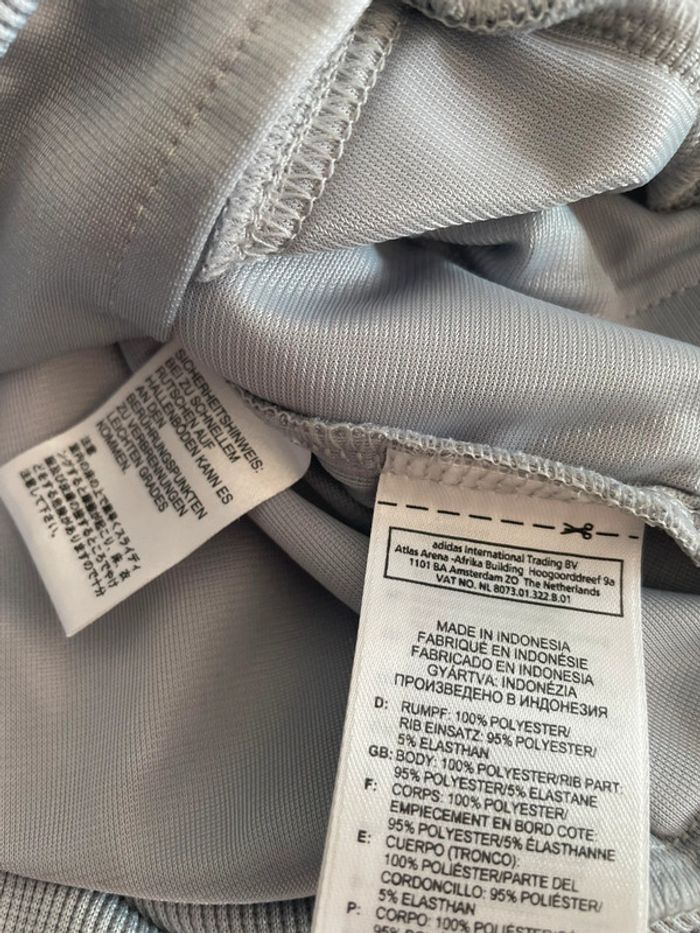 SICHERHEITSHINWEIS:
BEI ZU SCHNELLEM
RUTSCHEN AUF
HALLENBÖDEN KANN ES
AN DEN
BERÜHRUNGSPUNKTEN
ZU VERBRENNUNGEN
LEICHTEN GRADES
KOMMEN.
注意
adidas International Trading BV
Atlas Arena -Afrika Building Hoogoorddreef 9a
1101 BA Amsterdam ZO The Netherlands
VAT NO. NL 8073.01.322.B.01
MADE IN INDONESIA
FABRIQUÉ EN INDONÉSIE
FABRICADO EN INDONESIA
GYÁRTVA: INDONÉZIA
ПРОИЗВЕДЕНО В ИНДОНЕЗИЯ
D: RUMPF: 100% POLYESTER/
RIB EINSATZ: 95% POLYESTER/
5% ELASTHAN
GB: BODY: 100% POLYESTER/RIB PART:
95% POLYESTER/5% ELASTANE
F: CORPS: 100% POLYESTER/
EMPIECEMENT EN BORD COTE:
95% POLYESTER/5% ÉLASTHANNE
E: CUERPO (TRONCO):
100% POLIÉSTER/PARTE DEL
CORDONCILLO: 95% POLIÉSTER/
5% ELASTHAN
P: CORPO: 100% POLIÉSTER/